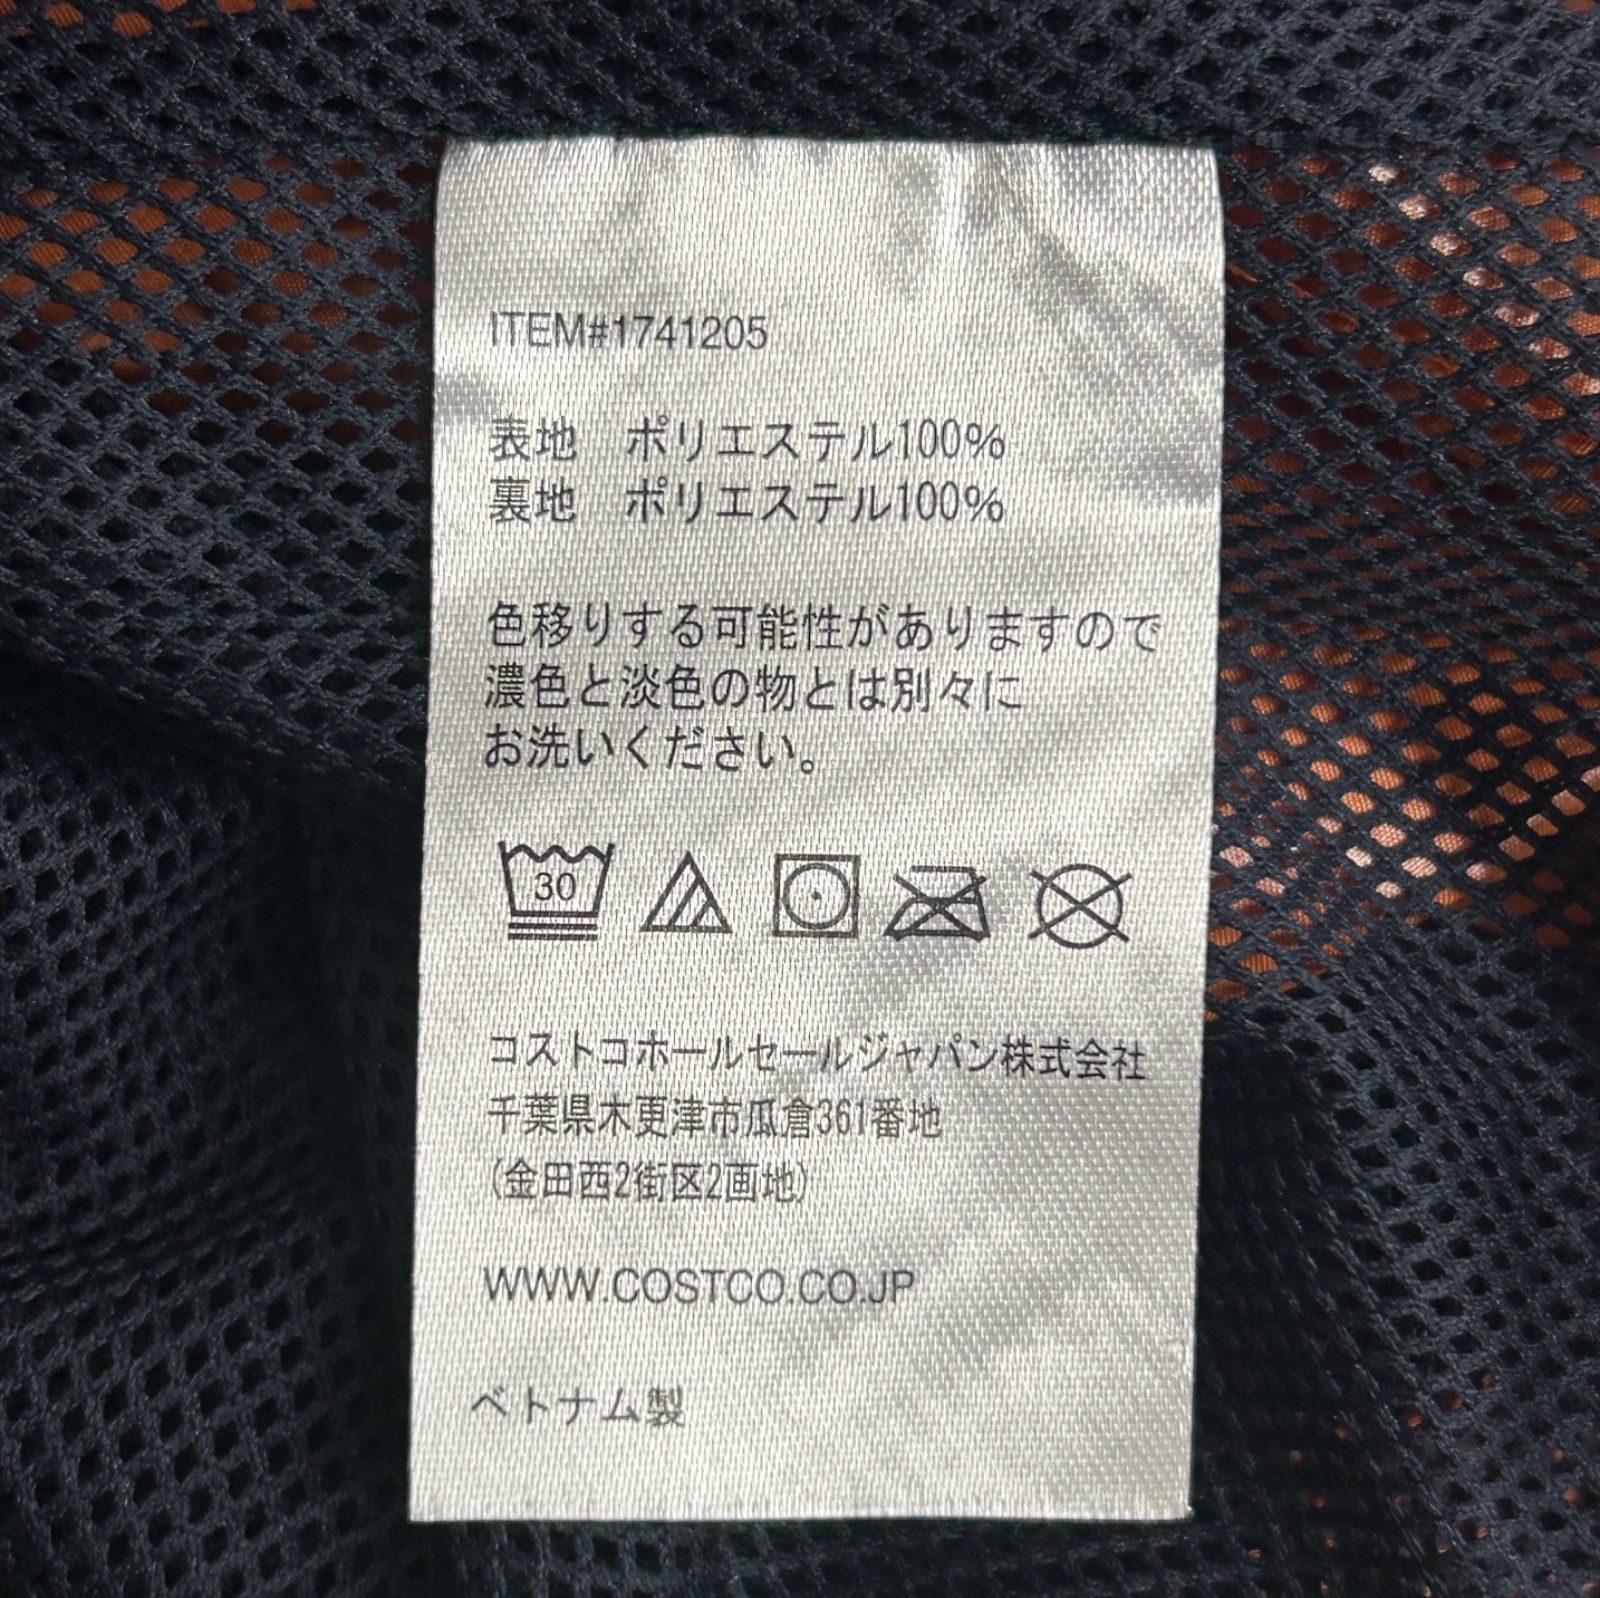 ITEM#1741205
表地　ポリエステル100%
裏地　ポリエステル100%
色移りする可能性がありますので
濃色と淡色の物とは別々に
お洗いください。
30
コストコホールセールジャパン株式会社
千葉県木更津市瓜倉361番地
(金田西2街区2画地)
WWW.COSTCO.CO.JP
ベトナム製